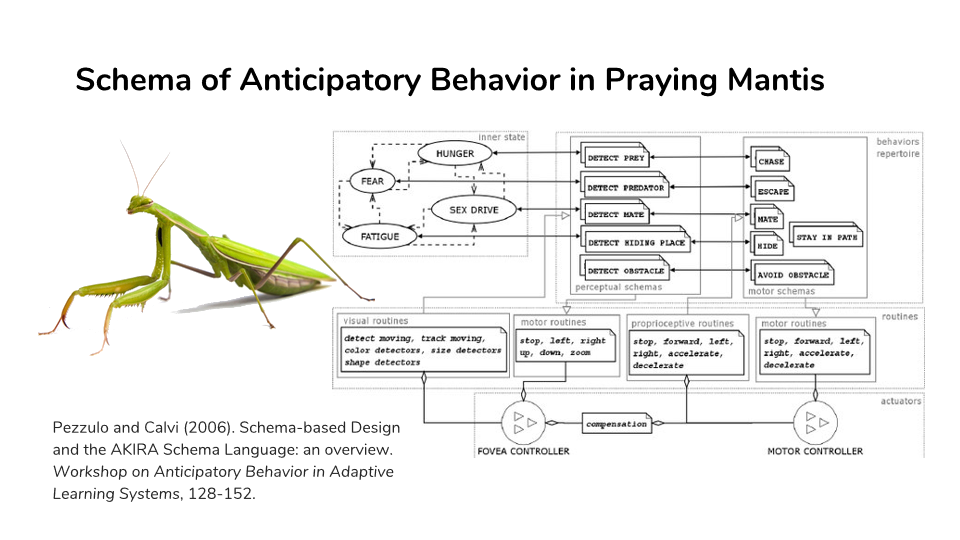 Schema of Anticipatory Behavior in Praying Mantis
inner state
HUNGER
FEAR
SEX DRIVE
FATIGUE
behaviors
repertoire
DETECT PREY
DETECT PREDATOR
DETECT MATE
DETECT HIDING PLACE
DETECT OBSTACLE
perceptual schemas
CHASE
ESCAPE
MATE
STAY IN PATH
HIDE
AVOID OBSTACLE
motor schemas
routines
visual routines
detect moving, track moving,
color detectors, size detectors
shape detectors
motor routines
stop, left, right
up, down, zoom
proprioceptive routines
stop, forward, left,
right, accelerate,
decelerate
motor routines
stop, forward, left,
right, accelerate,
decelerate
actuators
compensation
FOVEA CONTROLLER
MOTOR CONTROLLER
Pezzulo and Calvi (2006). Schema-based Design
and the AKIRA Schema Language: an overview.
Workshop on Anticipatory Behavior in Adaptive
Learning Systems, 128-152.